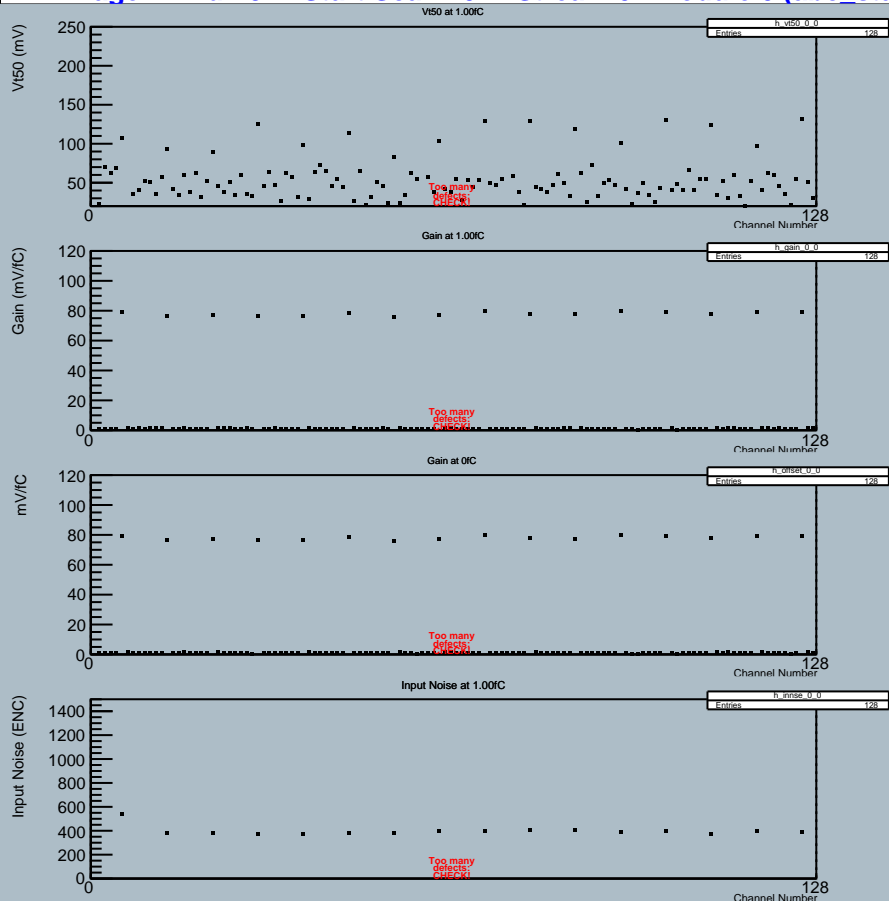 Vt50 at 1.00fC
h_vt50_0_0
Entries 128
Vt50 (mV)
250
200
150
100
50
Too many
defects:
CHECK!
0
128
Channel Number
Gain at 1.00fC
h_gain_0_0
Entries 128
Gain (mV/fC)
120
100
80
60
40
20
0
Too many
defects:
CHECK!
0
128
Channel Number
Gain at 0fC
h_offset_0_0
Entries 128
mV/fC
120
100
80
60
40
20
0
Too many
defects:
CHECK!
0
128
Channel Number
Input Noise at 1.00fC
h_innse_0_0
Entries 128
Input Noise (ENC)
1400
1200
1000
800
600
400
200
0
Too many
defects:
CHECK!
0
128
Channel Number